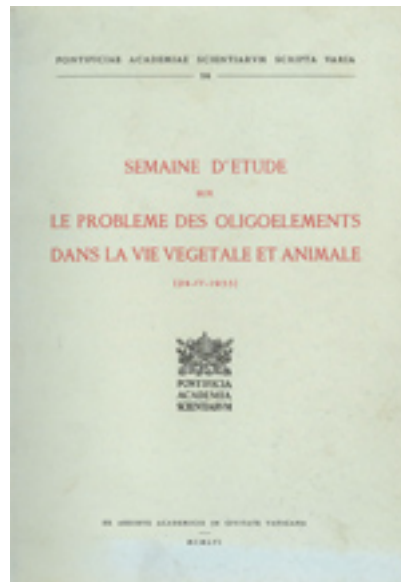 PONTIFICIAE ACADEMIAE SCIENTIARVM SCRIPTA VARIA
SEMAINE D'ETUDE
SUR
LE PROBLEME DES OLIGOELEMENTS
DANS LA VIE VEGETALE ET ANIMALE
PONTIFICIA
ACADEMIA
SCIENTIARVM
EX AEDIBVS ACADEMICIS IN CIVITATE VATICANA
MCMLVI